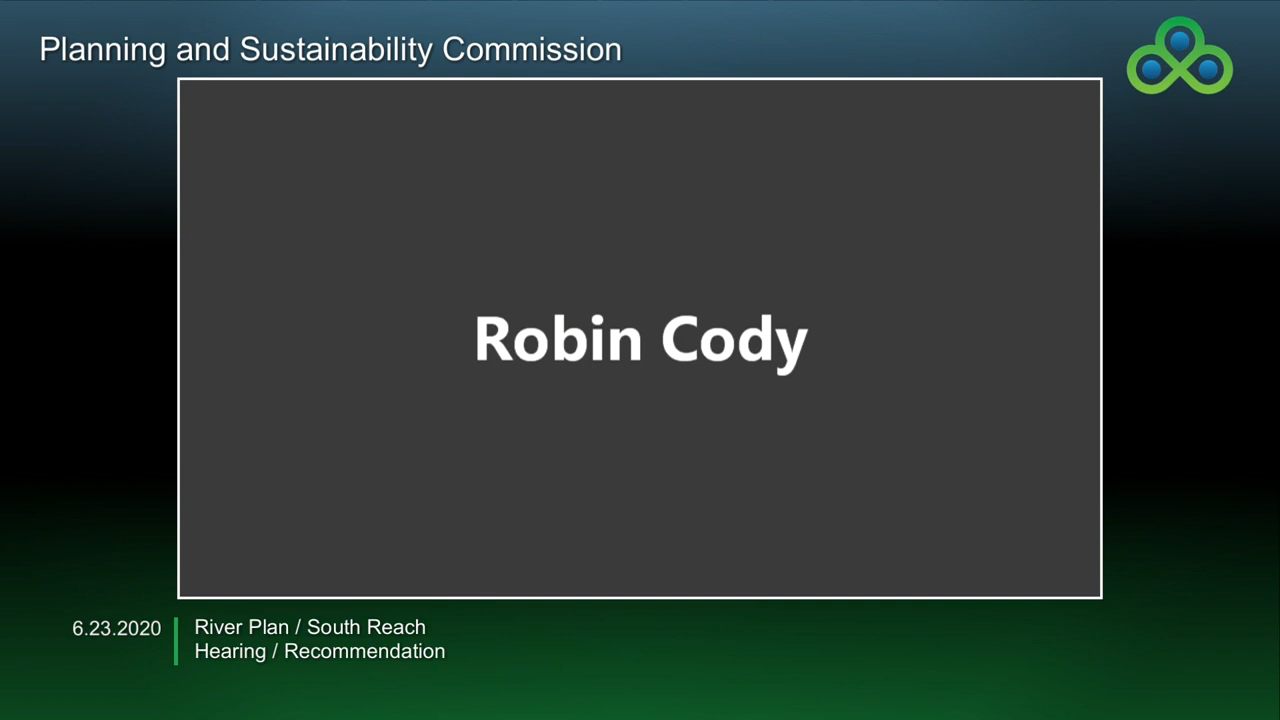 Planning and Sustainability Commission
Robin Cody
6.23.2020
River Plan / South Reach
Hearing / Recommendation